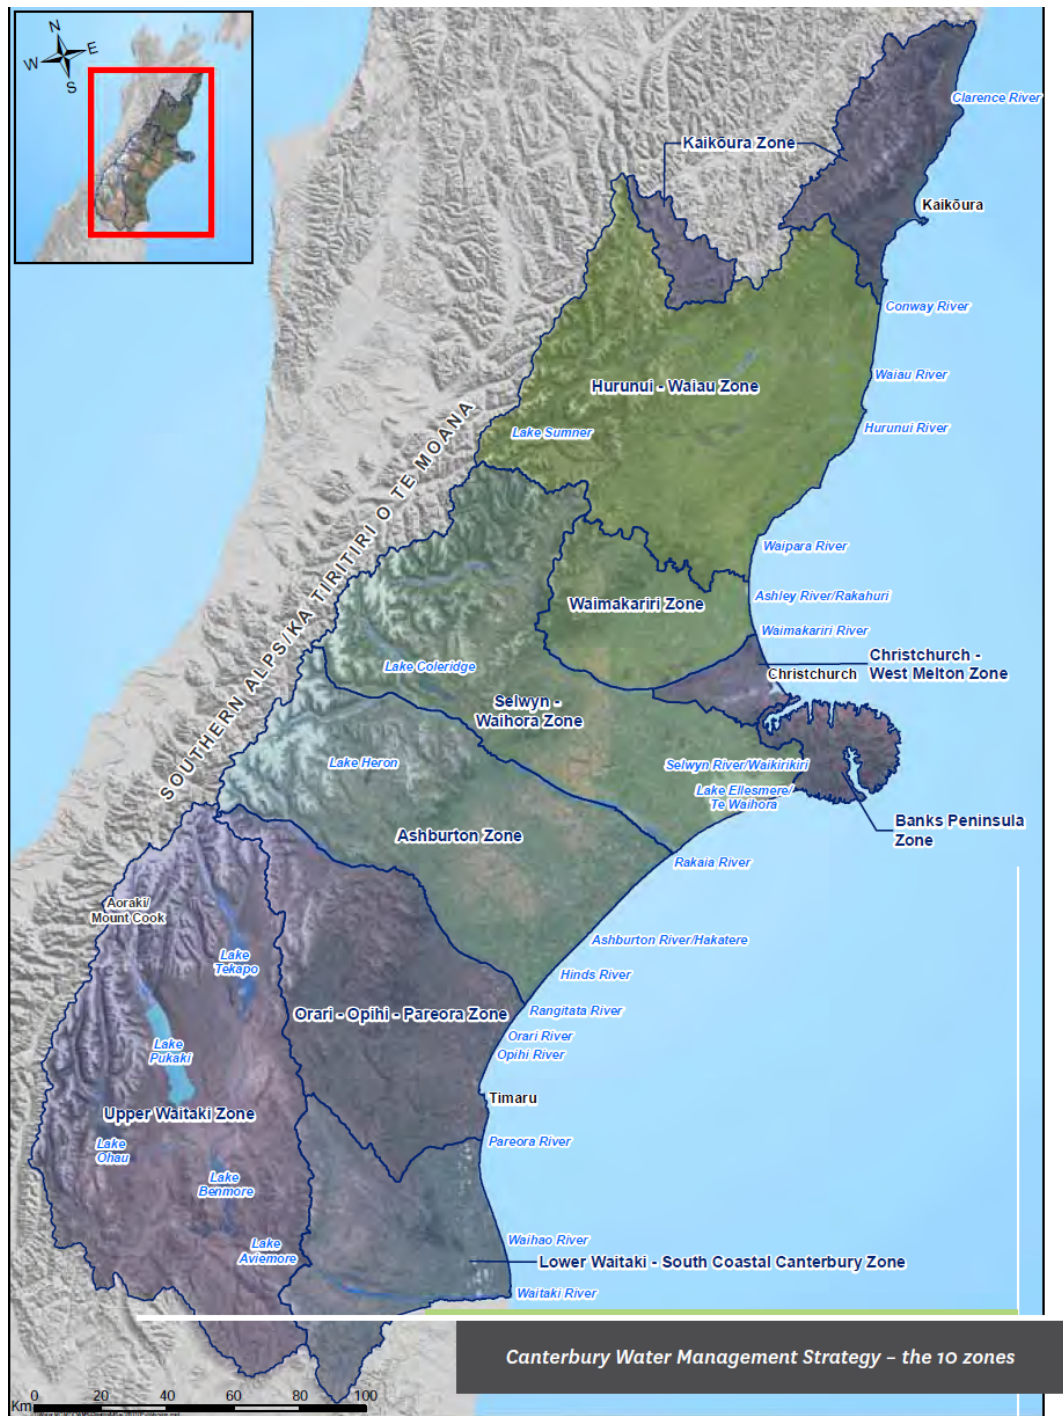 N
W
E
S
Clarence River
Kaikōura Zone
Kaikōura
Conway River
Waiau River
Hurunui - Waiau Zone
Hurunui River
Lake Sumner
SOUTHERN ALPS/KA TIRITIRI O TE MOANA
Waipara River
Ashley River/Rakahuri
Waimakariri Zone
Waimakariri River
Christchurch -
West Melton Zone
Christchurch
Lake Coleridge
Selwyn -
Waihora Zone
Lake Heron
Selwyn River/Waikirikiri
Lake Ellesmere/
Te Waihora
Banks Peninsula
Zone
Ashburton Zone
Rakaia River
Aoraki/
Mount Cook
Ashburton River/Hakatere
Lake
Tekapo
Hinds River
Orari - Opihi - Pareora Zone
Rangitata River
Orari River
Opihi River
Lake
Pukaki
Timaru
Upper Waitaki Zone
Pareora River
Lake
Ohau
Lake
Benmore
Waihao River
Lake
Aviemore
Lower Waitaki - South Coastal Canterbury Zone
Waitaki River
Canterbury Water Management Strategy – the 10 zones
0 20 40 60 80 100
Km